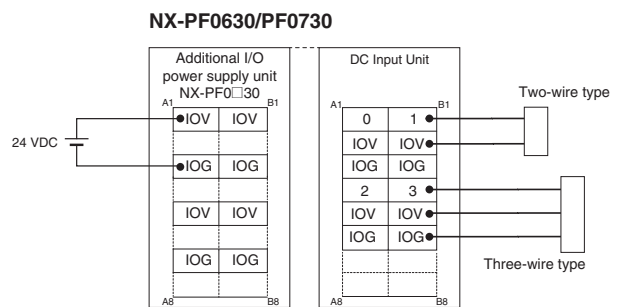 NX-PF0630/PF0730
Additional I/O
power supply unit
NX-PF0□30
A1
B1
IOV IOV
IOG IOG
IOV IOV
IOG IOG
A8
B8
24 VDC
DC Input Unit
A1
B1
0 1
IOV IOV
IOG IOG
2 3
IOV IOV
IOG IOG
A8
B8
Two-wire type
Three-wire type